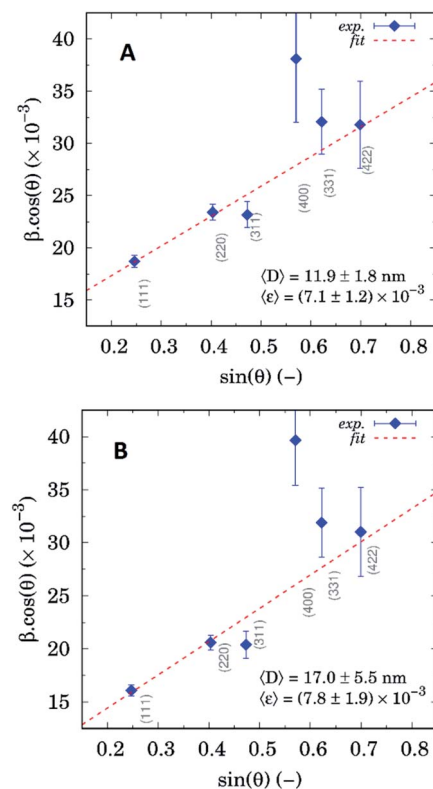 A
exp.
fit
40
35
30
25
20
15
β.cos(θ) (× 10⁻³)
(111)
(220)
(311)
(400)
(331)
(422)
⟨D⟩ = 11.9 ± 1.8 nm
⟨ε⟩ = (7.1 ± 1.2) × 10⁻³
0.2 0.3 0.4 0.5 0.6 0.7 0.8
sin(θ) (−)
B
exp.
fit
40
35
30
25
20
15
β.cos(θ) (× 10⁻³)
(111)
(220)
(311)
(400)
(331)
(422)
⟨D⟩ = 17.0 ± 5.5 nm
⟨ε⟩ = (7.8 ± 1.9) × 10⁻³
0.2 0.3 0.4 0.5 0.6 0.7 0.8
sin(θ) (−)